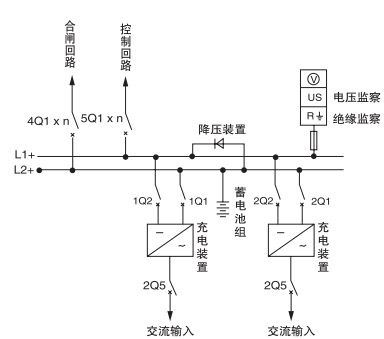 合闸回路
控制回路
4Q1 x n
5Q1 x n
降压装置
V
US
电压监察
R
绝缘监察
L1+
L2+
1Q2
1Q1
蓄电池组
2Q2
2Q1
充电装置
充电装置
–
~
–
~
2Q5
2Q5
交流输入
交流输入